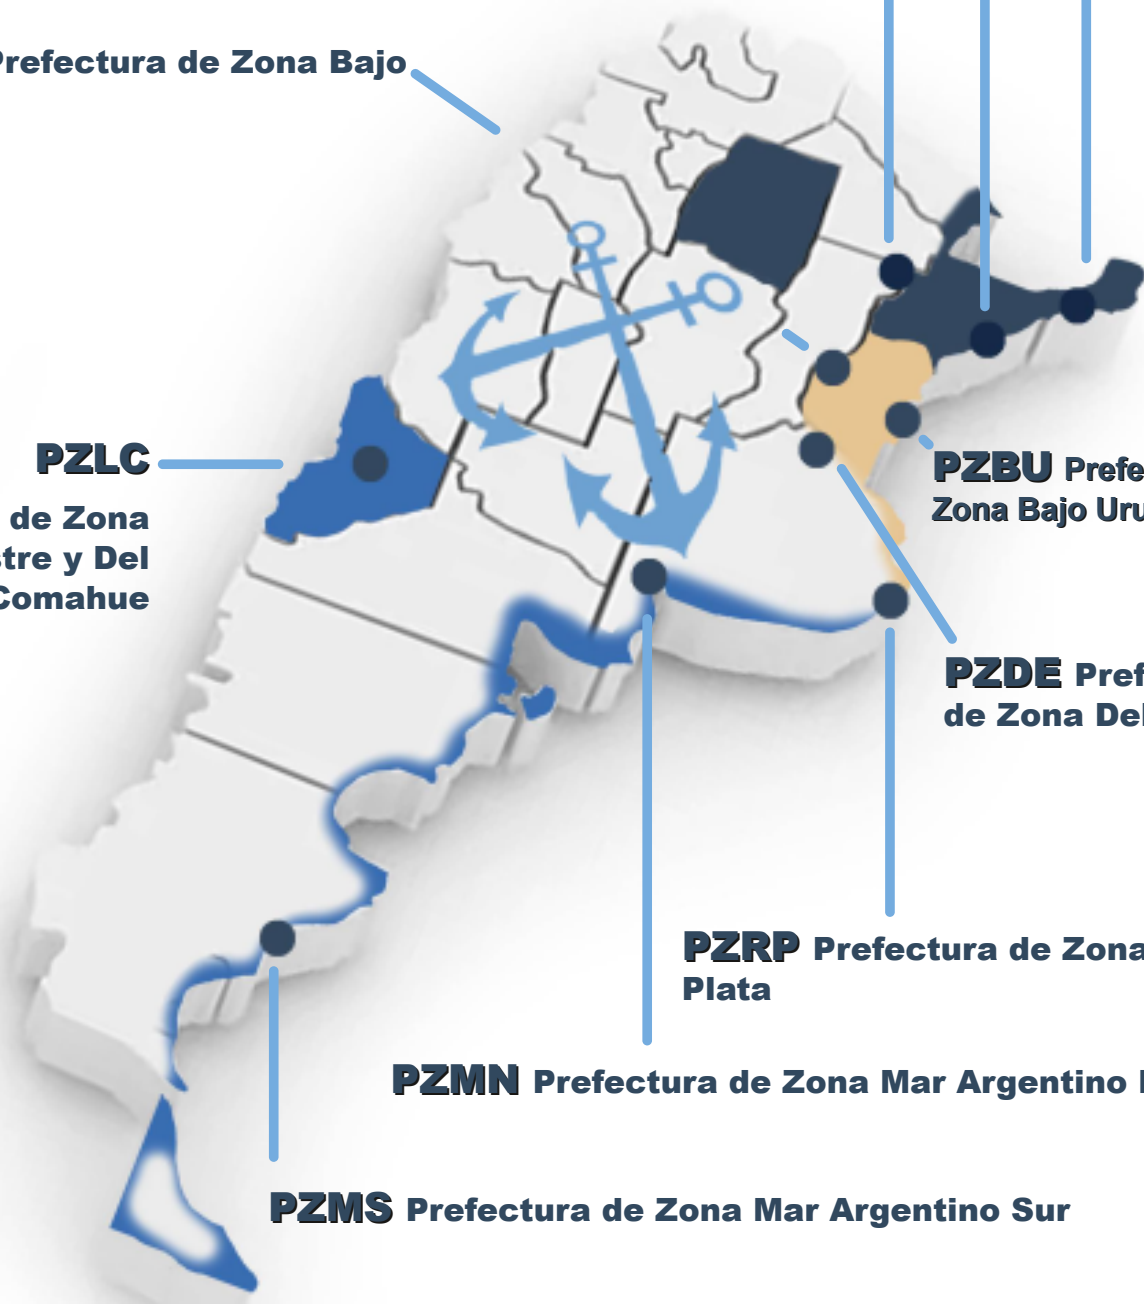 Prefectura de Zona Bajo
PZLC
de Zona
stre y Del
Comahue
PZBU Prefe
Zona Bajo Uru
PZDE Pref
de Zona Del
PZRP Prefectura de Zona
Plata
PZMN Prefectura de Zona Mar Argentino
PZMS Prefectura de Zona Mar Argentino Sur